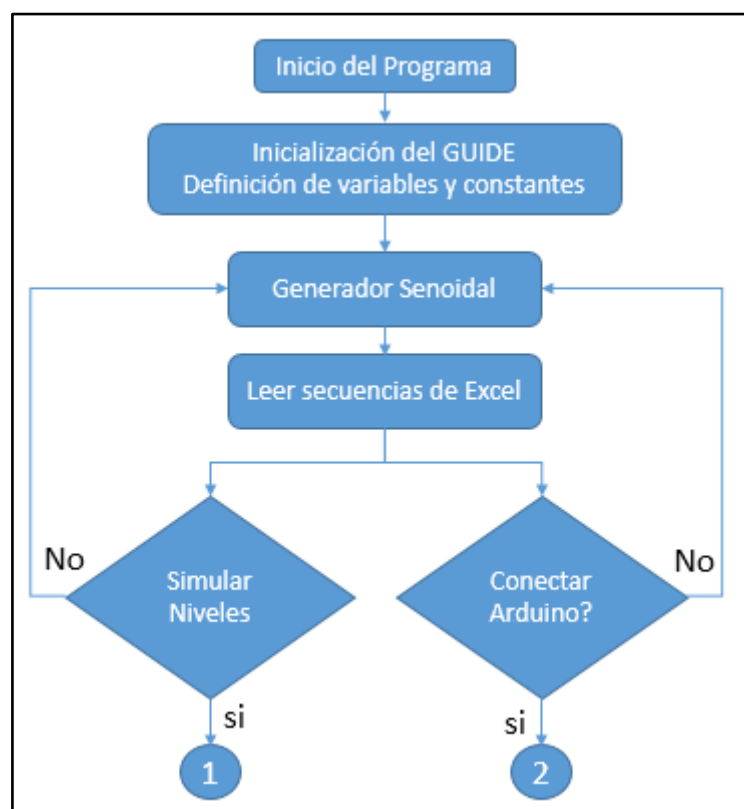 Inicio del Programa
Inicialización del GUIDE
Definición de variables y constantes
Generador Senoidal
Leer secuencias de Excel
No
Simular
Niveles
Conectar
Arduino?
No
si
si
1
2